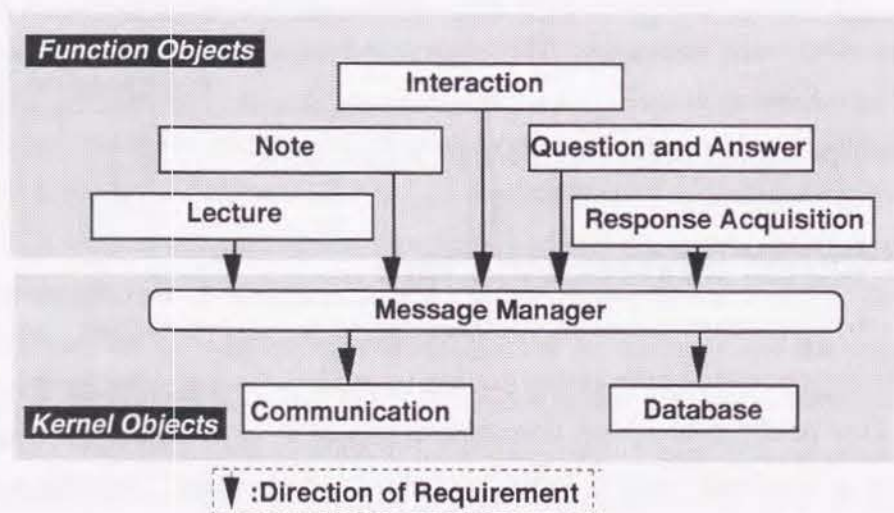 Function Objects
Interaction
Note
Question and Answer
Lecture
Response Acquisition
Message Manager
Communication
Database
Kernel Objects
:Direction of Requirement